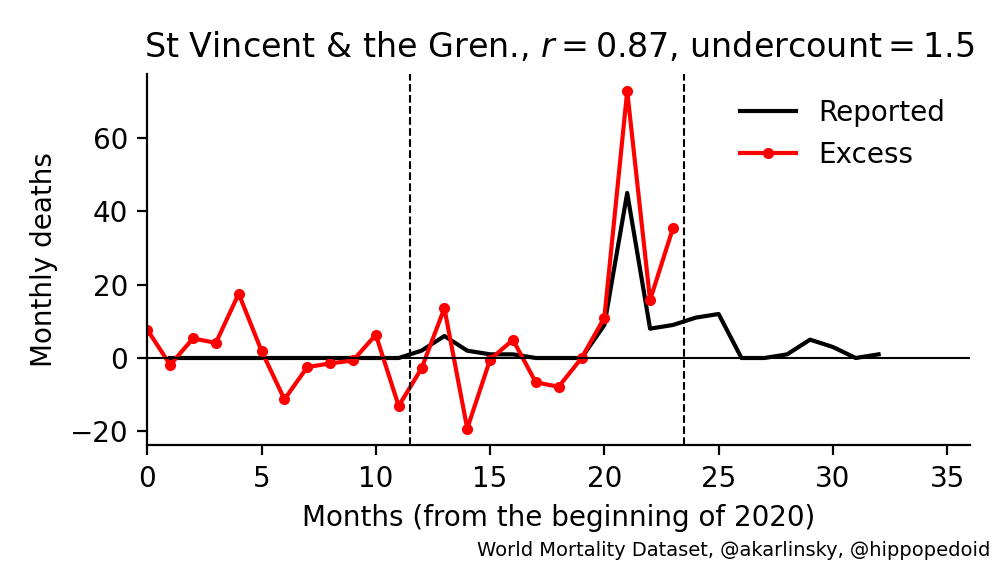 St Vincent & the Gren., r = 0.87, undercount = 1.5
Reported
Excess
Monthly deaths
60
40
20
0
−20
0 5 10 15 20 25 30 35
Months (from the beginning of 2020)
World Mortality Dataset, @akarlinsky, @hippopedoid